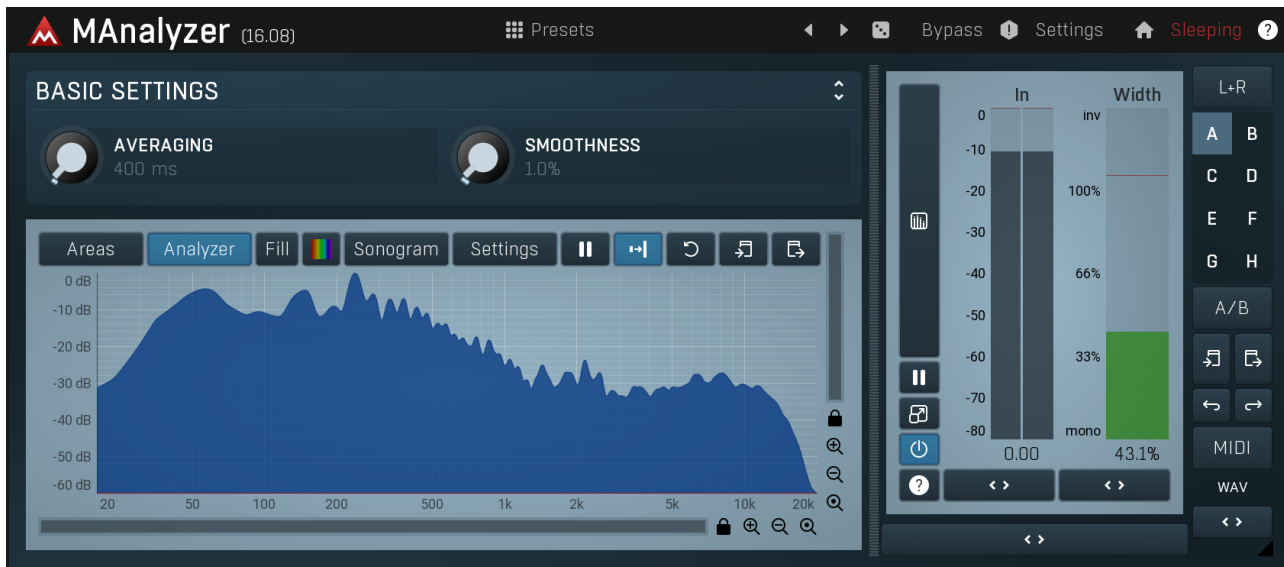 MAnalyzer (16.08)
Presets
Bypass
Settings
Sleeping
?
BASIC SETTINGS
AVERAGING
400 ms
SMOOTHNESS
1.0%
Areas
Analyzer
Fill
Sonogram
Settings
0 dB
-10 dB
-20 dB
-30 dB
-40 dB
-50 dB
-60 dB
20 50 100 200 500 1k 2k 5k 10k 20k
In
0
-10
-20
-30
-40
-50
-60
-70
-80
0.00
Width
inv
100%
66%
33%
mono
43.1%
?
L+R
A B
C D
E F
G H
A/B
MIDI
WAV